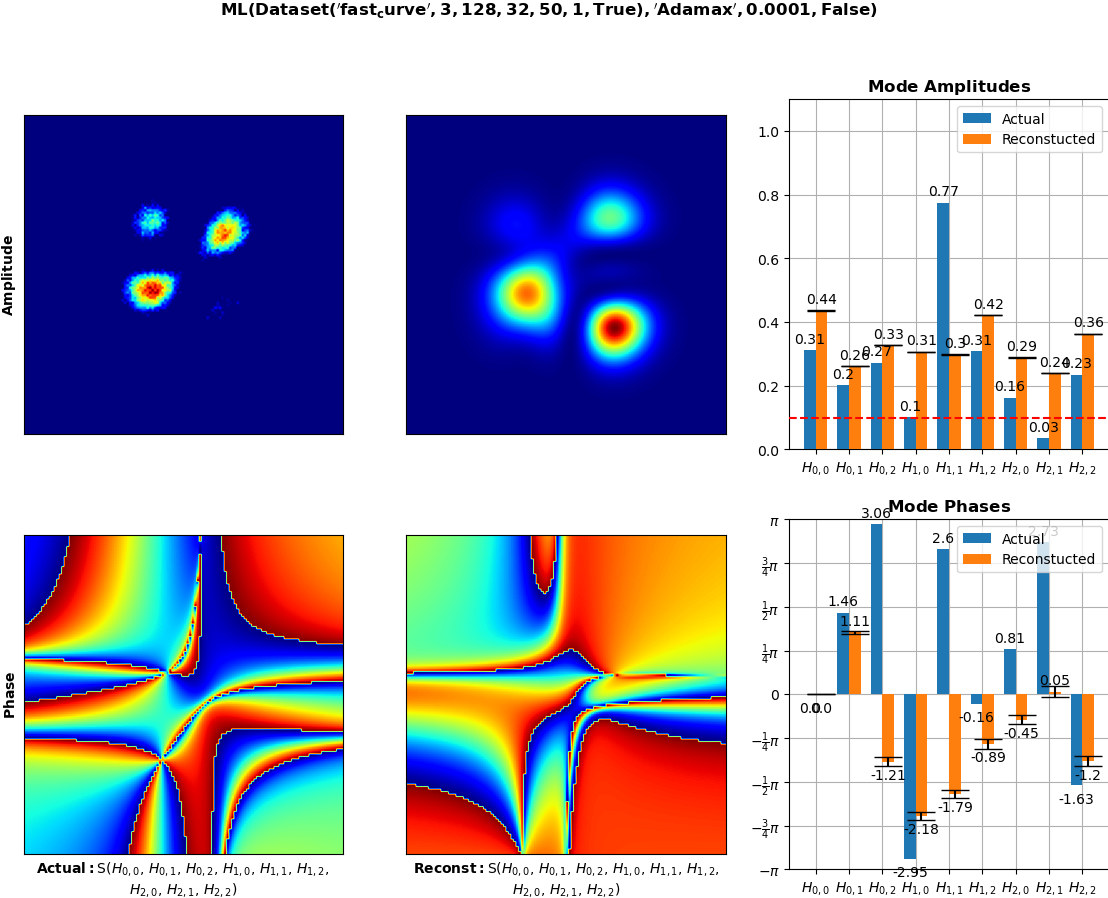 ML(Dataset('fast_curve', 3, 128, 32, 50, 1, True), 'Adamax', 0.0001, False)
Amplitude
Mode Amplitudes
Actual
Reconstucted
1.0
0.8
0.6
0.4
0.2
0.0
0.31
0.44
0.2
0.26
0.27
0.33
0.1
0.31
0.77
0.3
0.31
0.42
0.16
0.29
0.03
0.24
0.23
0.36
H0,0 H0,1 H0,2 H1,0 H1,1 H1,2 H2,0 H2,1 H2,2
Phase
Actual: S(H0,0, H0,1, H0,2, H1,0, H1,1, H1,2,
H2,0, H2,1, H2,2)
Reconst: S(H0,0, H0,1, H0,2, H1,0, H1,1, H1,2,
H2,0, H2,1, H2,2)
Mode Phases
Actual
Reconstucted
π
3/4π
1/2π
1/4π
0
−1/4π
−1/2π
−3/4π
−π
0.0
0.0
1.46
1.11
3.06
-1.21
-2.95
-2.18
2.6
-1.79
-0.16
-0.89
0.81
-0.45
2.73
0.05
-1.63
-1.2
H0,0 H0,1 H0,2 H1,0 H1,1 H1,2 H2,0 H2,1 H2,2